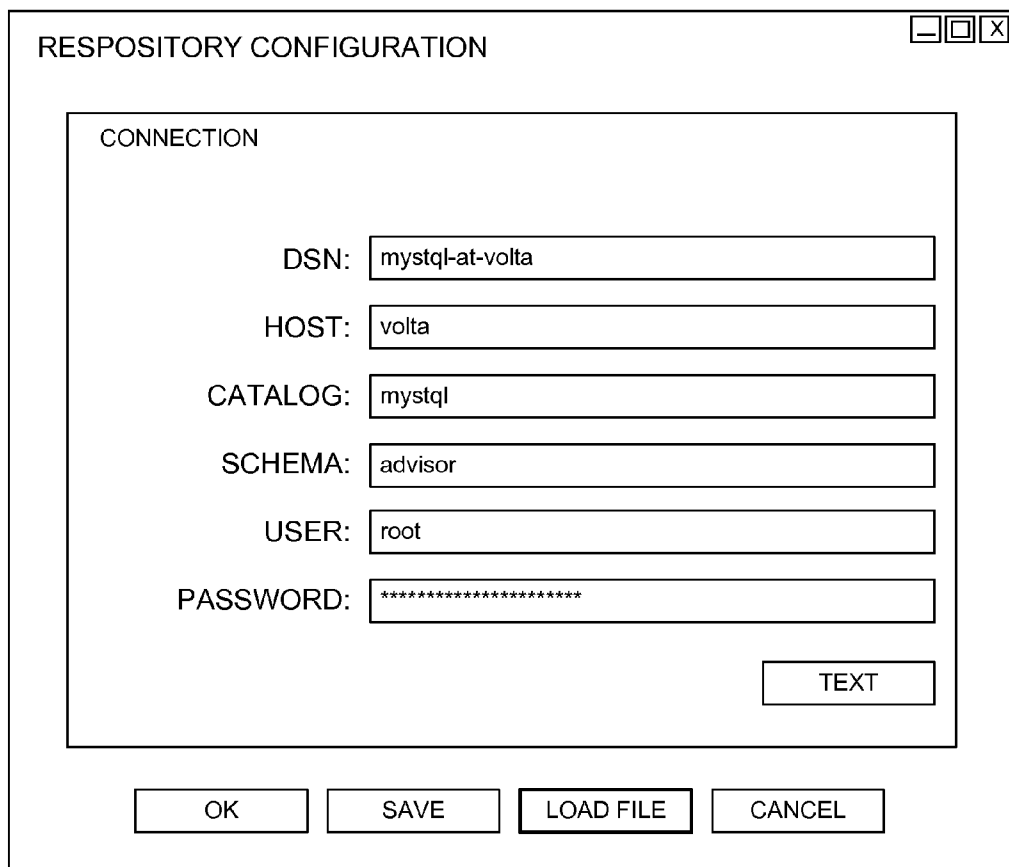 RESPOSITORY CONFIGURATION
X
CONNECTION
DSN: mystql-at-volta
HOST: volta
CATALOG: mystql
SCHEMA: advisor
USER: root
PASSWORD: **********************
TEXT
OK SAVE LOAD FILE CANCEL